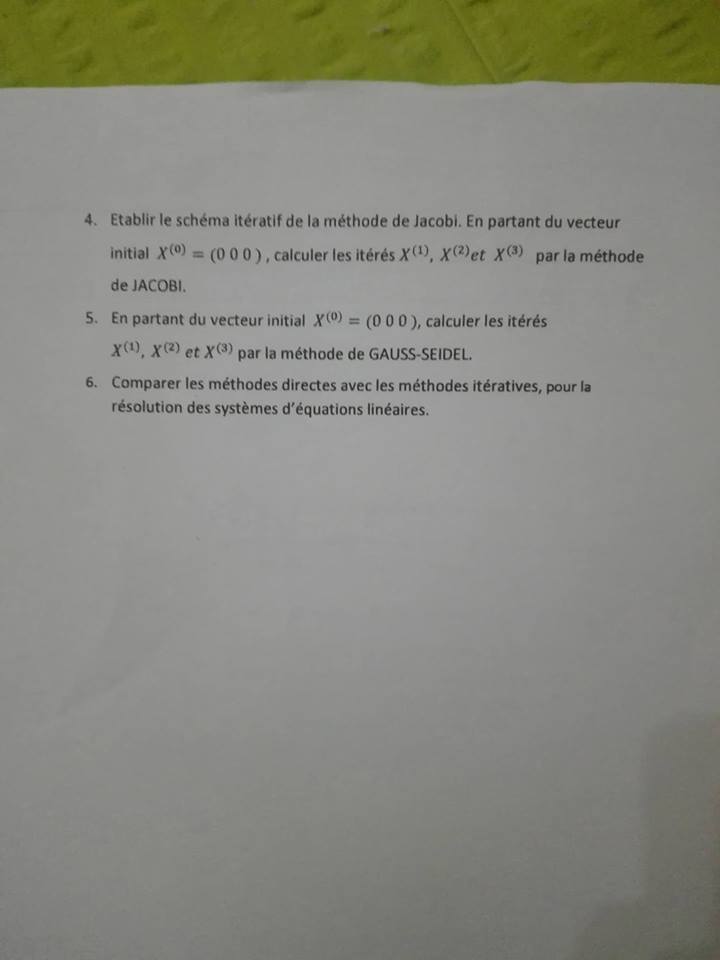 4. Etablir le schéma itératif de la méthode de Jacobi. En partant du vecteur
initial X⁽⁰⁾ = (0 0 0 ) , calculer les itérés X⁽¹⁾, X⁽²⁾et X⁽³⁾ par la méthode
de JACOBI.
5. En partant du vecteur initial X⁽⁰⁾ = (0 0 0 ), calculer les itérés
X⁽¹⁾, X⁽²⁾ et X⁽³⁾ par la méthode de GAUSS-SEIDEL.
6. Comparer les méthodes directes avec les méthodes itératives, pour la
résolution des systèmes d'équations linéaires.